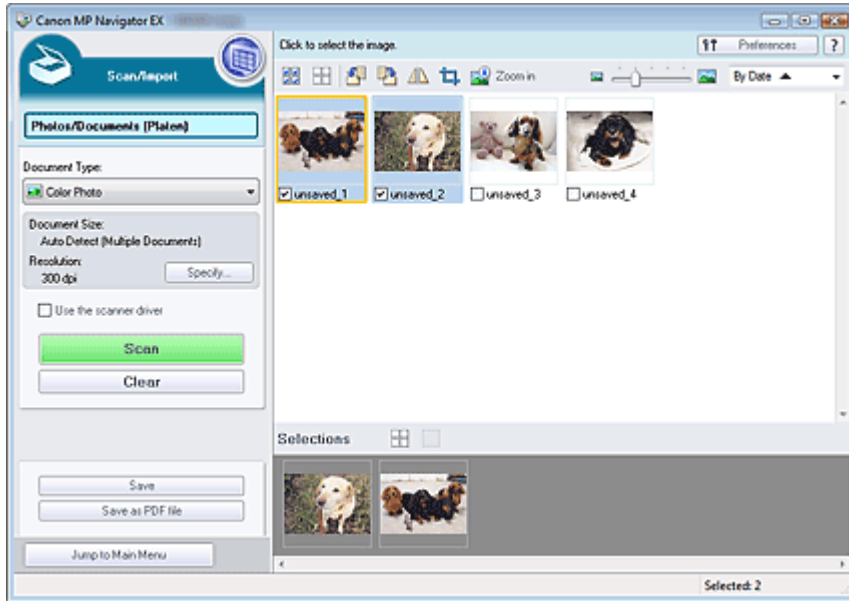 Canon MP Navigator EX
Scan/Import
Photos/Documents (Platen)
Document Type:
Color Photo
Document Size:
Auto Detect (Multiple Documents)
Resolution:
300 dpi
Specify...
Use the scanner driver
Scan
Clear
Save
Save as PDF file
Jump to Main Menu
Click to select the image.
Preferences
?
Zoom in
By Date
unsaved_1
unsaved_2
unsaved_3
unsaved_4
Selections
Selected: 2